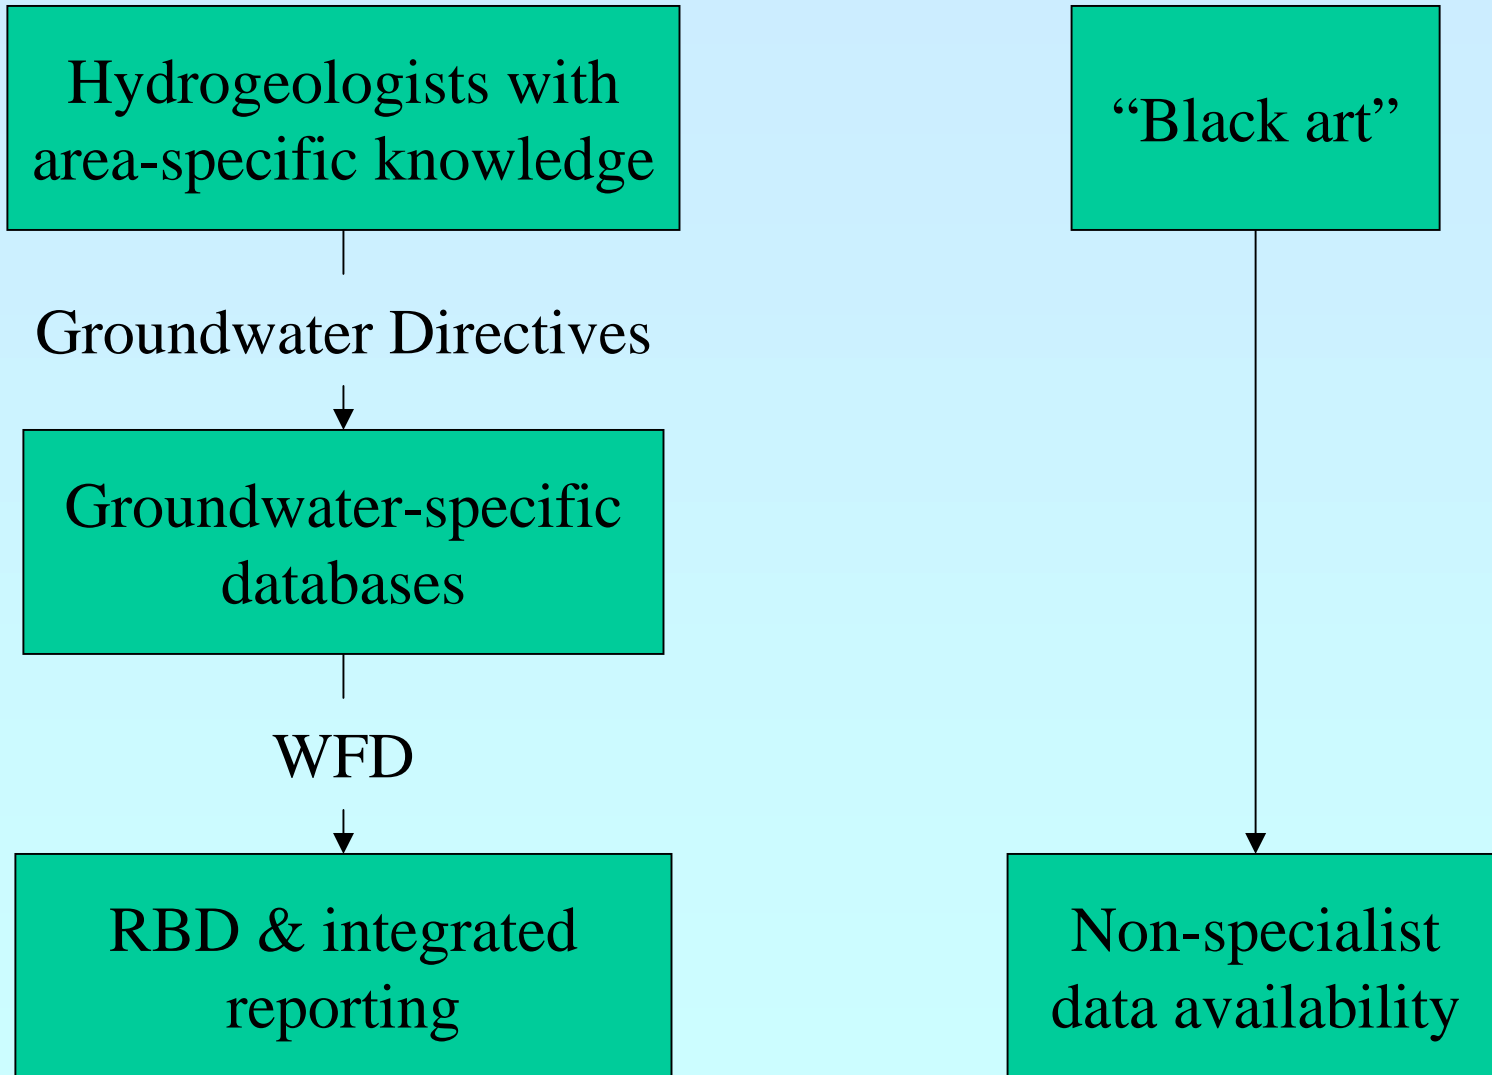 Hydrogeologists with
area-specific knowledge
“Black art”
Groundwater Directives
Groundwater-specific
databases
WFD
RBD & integrated
reporting
Non-specialist
data availability